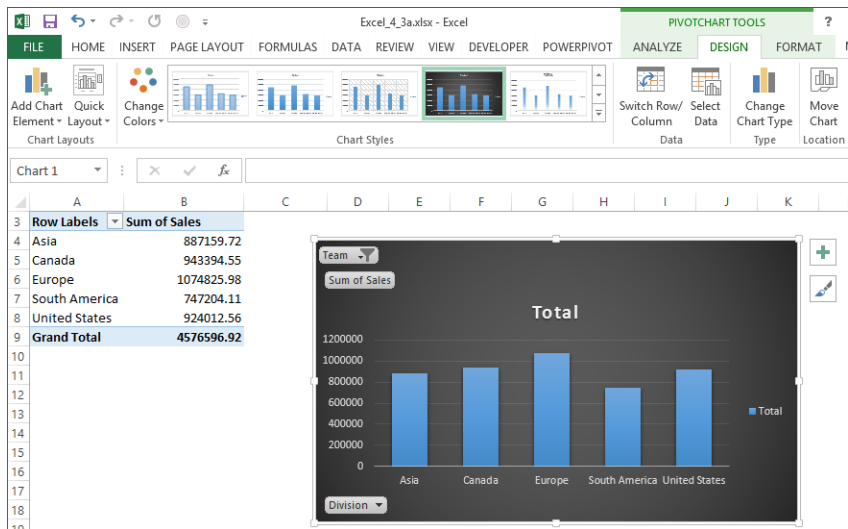 Excel_4_3a.xlsx - Excel
PIVOTCHART TOOLS
?
FILE HOME INSERT PAGE LAYOUT FORMULAS DATA REVIEW VIEW DEVELOPER POWERPIVOT ANALYZE DESIGN FORMAT
Add Chart Element
Quick Layout
Change Colors
Switch Row/ Column
Select Data
Change Chart Type
Move Chart
Chart Layouts
Chart Styles
Data
Type
Location
Chart 1
fx
A B C D E F G H I J K
3 Row Labels Sum of Sales
4 Asia 887159.72
5 Canada 943394.55
6 Europe 1074825.98
7 South America 747204.11
8 United States 924012.56
9 Grand Total 4576596.92
10
11
12
13
14
15
16
17
18
Team
Sum of Sales
Total
1200000
1000000
800000
600000
400000
200000
0
Asia Canada Europe South America United States
Total
Division